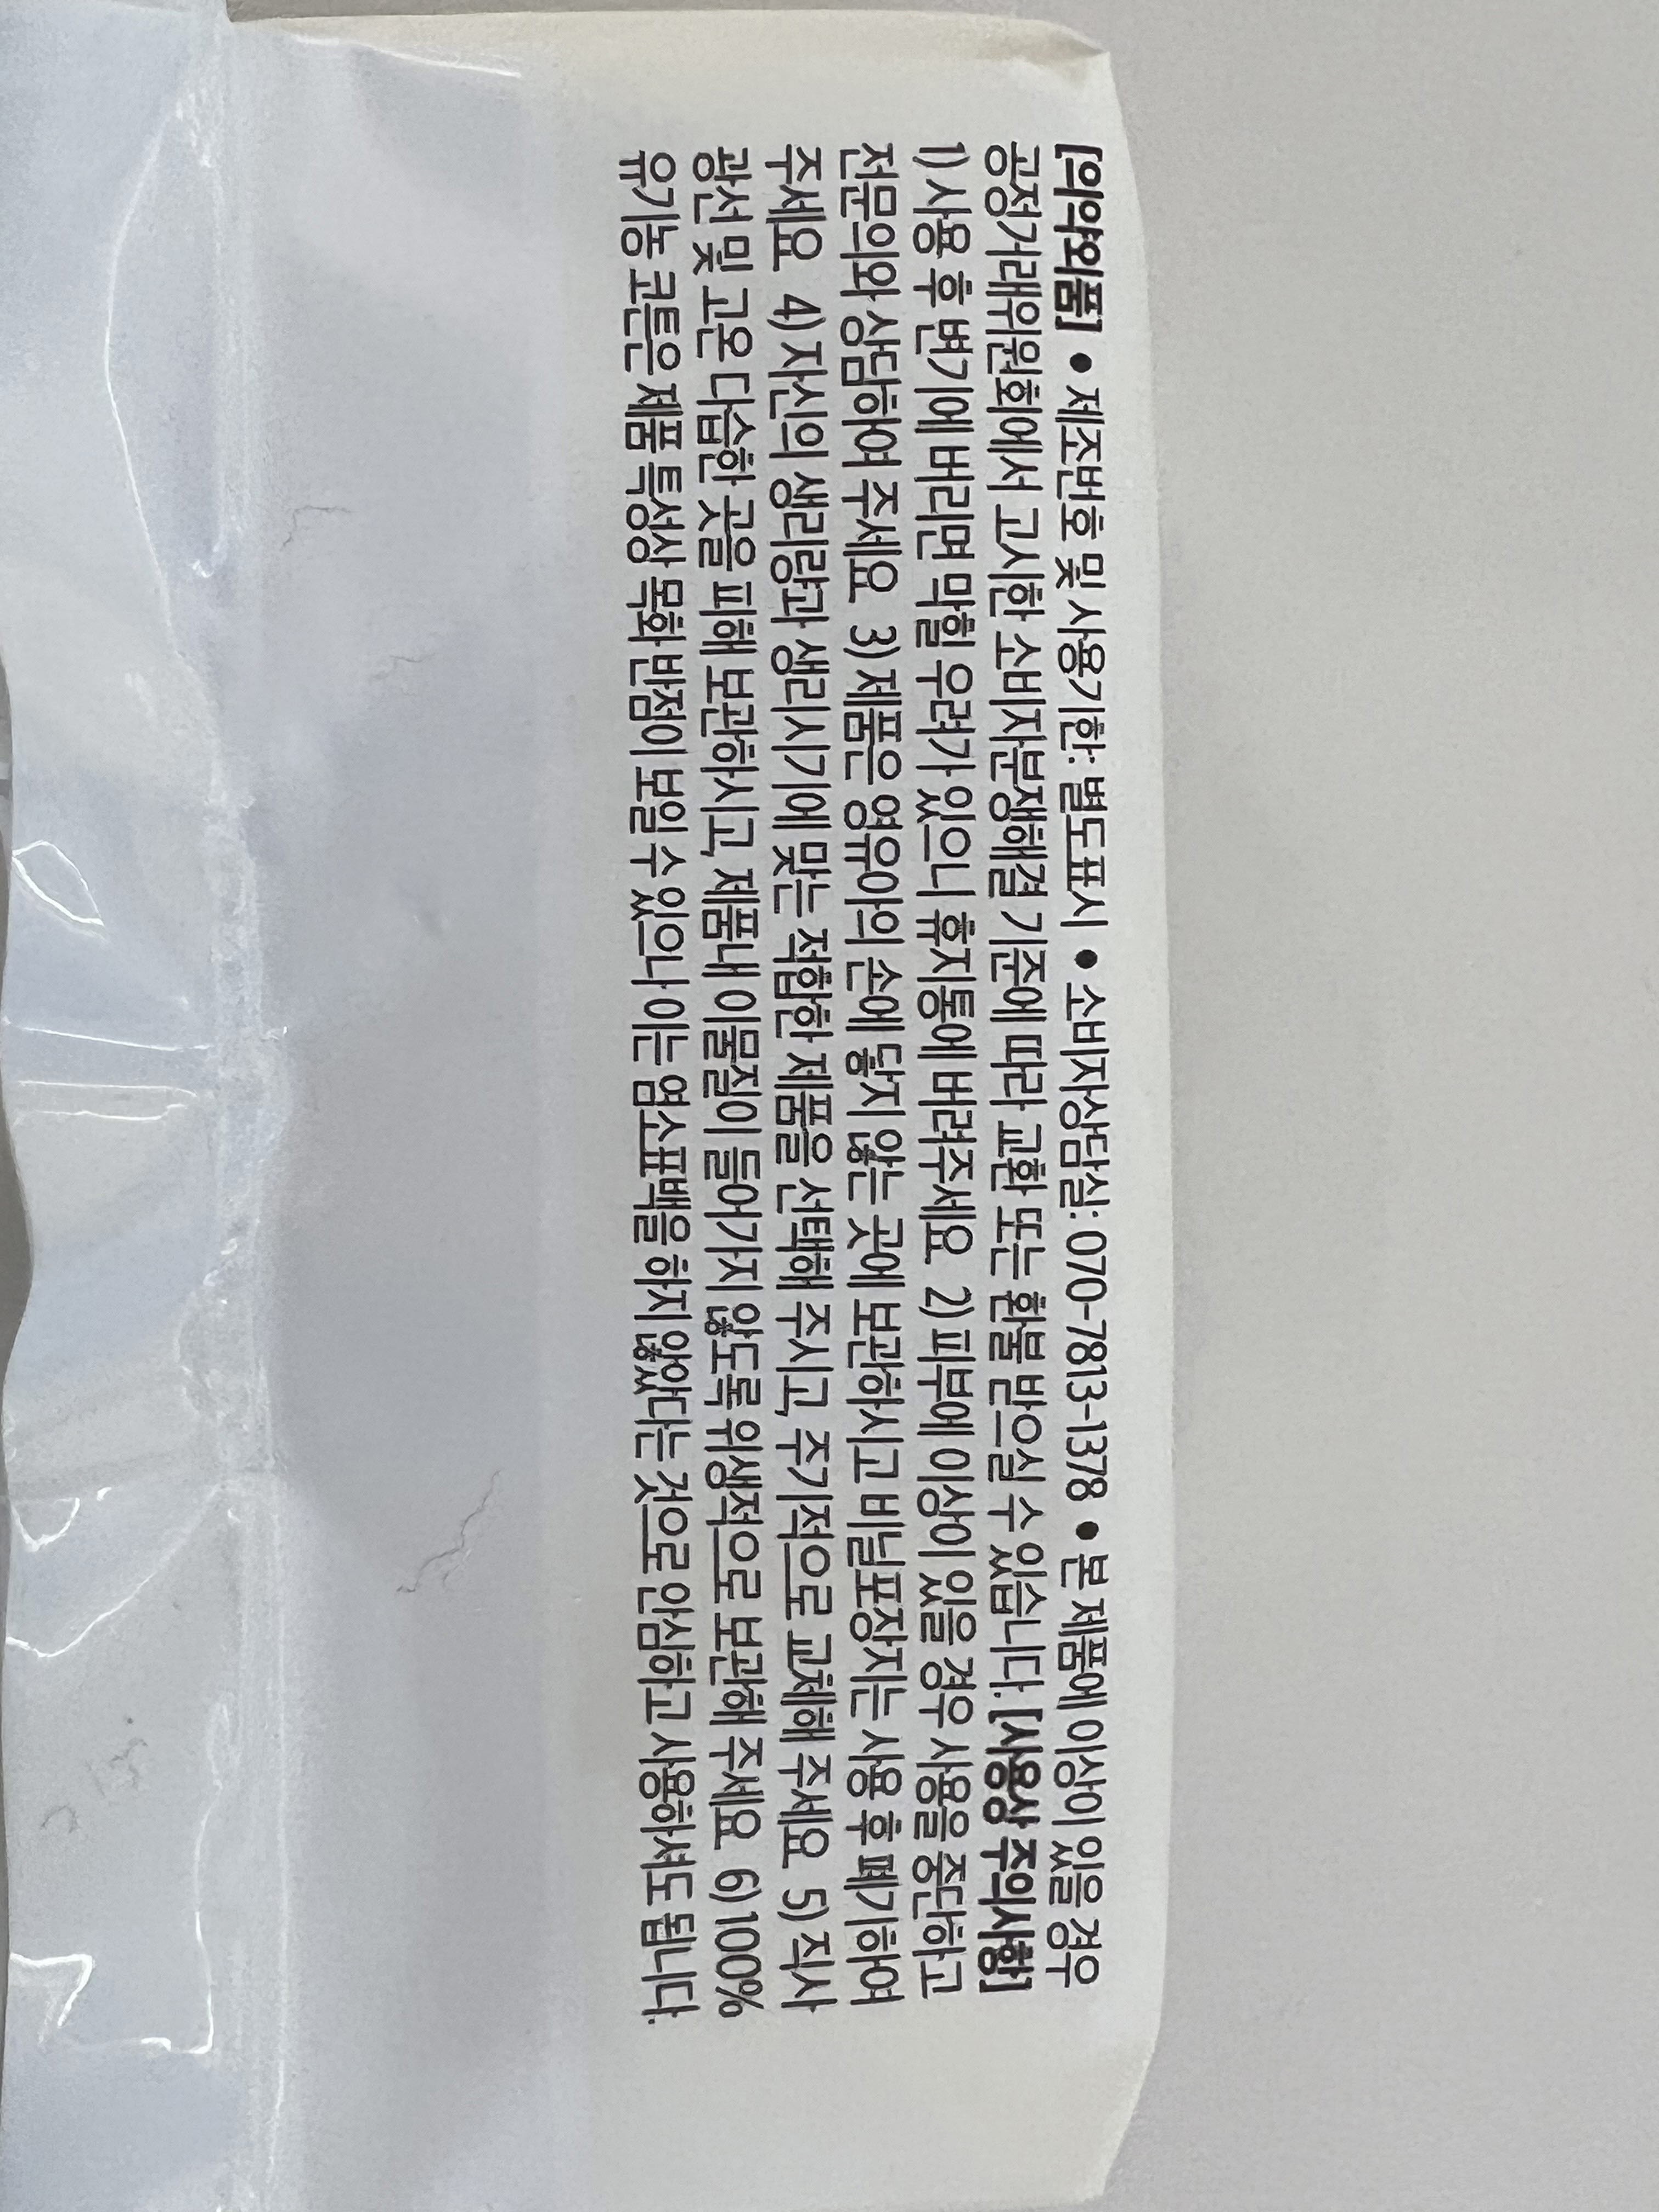 [의약외품] ● 제조번호 및 사용기한: 별도표시 ● 소비자상담실: 070-7813-1378 ● 본 제품에 이상이 있을 경우
공정거래위원회에서 고시한 소비자분쟁해결 기준에 따라 교환 또는 환불 받으실 수 있습니다. [사용상 주의사항]
1) 사용 후 변기에 버리면 막힐 우려가 있으니 휴지통에 버려주세요 2) 피부에 이상이 있을 경우 사용을 중단하고
전문의와 상담하여 주세요 3) 제품은 영유아의 손에 닿지 않는 곳에 보관하시고 비닐포장지는 사용 후 폐기하여
주세요 4) 자신의 생리량과 생리시기에 맞는 적합한 제품을 선택해 주시고, 주기적으로 교체해 주세요 5) 직사
광선 및 고온 다습한 곳을 피해 보관하시고, 제품내 이물질이 들어가지 않도록 위생적으로 보관해 주세요 6) 100%
유기농 코튼은 제품 특성상 목화 반점이 보일 수 있으나 이는 염소표백을 하지 않았다는 것으로 안심하고 사용하셔도 됩니다.